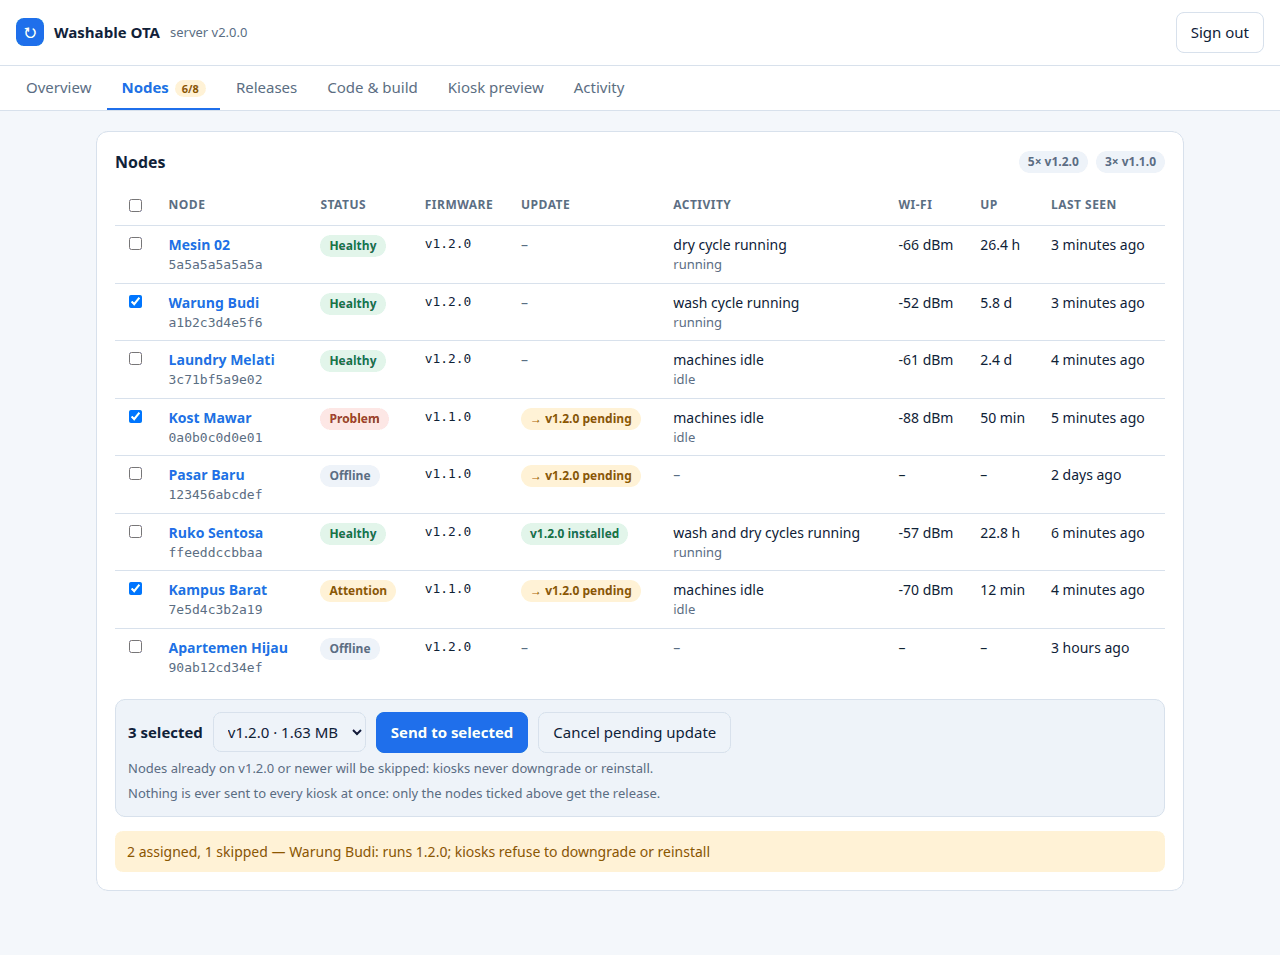 ↻ Washable OTA server v2.0.0 Sign out
Overview Nodes 6/8 Releases Code & build Kiosk preview Activity
Nodes 5× v1.2.0 3× v1.1.0
NODE STATUS FIRMWARE UPDATE ACTIVITY WI-FI UP LAST SEEN
Mesin 02 Healthy v1.2.0 – dry cycle running -66 dBm 26.4 h 3 minutes ago
5a5a5a5a5a5a running
Warung Budi Healthy v1.2.0 – wash cycle running -52 dBm 5.8 d 3 minutes ago
a1b2c3d4e5f6 running
Laundry Melati Healthy v1.2.0 – machines idle -61 dBm 2.4 d 4 minutes ago
3c71bf5a9e02 idle
Kost Mawar Problem v1.1.0 → v1.2.0 pending machines idle -88 dBm 50 min 5 minutes ago
0a0b0c0d0e01 idle
Pasar Baru Offline v1.1.0 → v1.2.0 pending – – – 2 days ago
123456abcdef
Ruko Sentosa Healthy v1.2.0 v1.2.0 installed wash and dry cycles running -57 dBm 22.8 h 6 minutes ago
ffeeddccbbaa running
Kampus Barat Attention v1.1.0 → v1.2.0 pending machines idle -70 dBm 12 min 4 minutes ago
7e5d4c3b2a19 idle
Apartemen Hijau Offline v1.2.0 – – – – 3 hours ago
90ab12cd34ef
3 selected v1.2.0 · 1.63 MB Send to selected Cancel pending update
Nodes already on v1.2.0 or newer will be skipped: kiosks never downgrade or reinstall.
Nothing is ever sent to every kiosk at once: only the nodes ticked above get the release.
2 assigned, 1 skipped — Warung Budi: runs 1.2.0; kiosks refuse to downgrade or reinstall